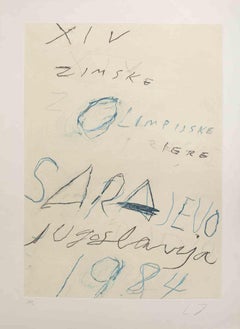 XIV
ZIMSKE
OLIMPIJSKE
IGRE
SARAJEVO
Jugoslavija
1984